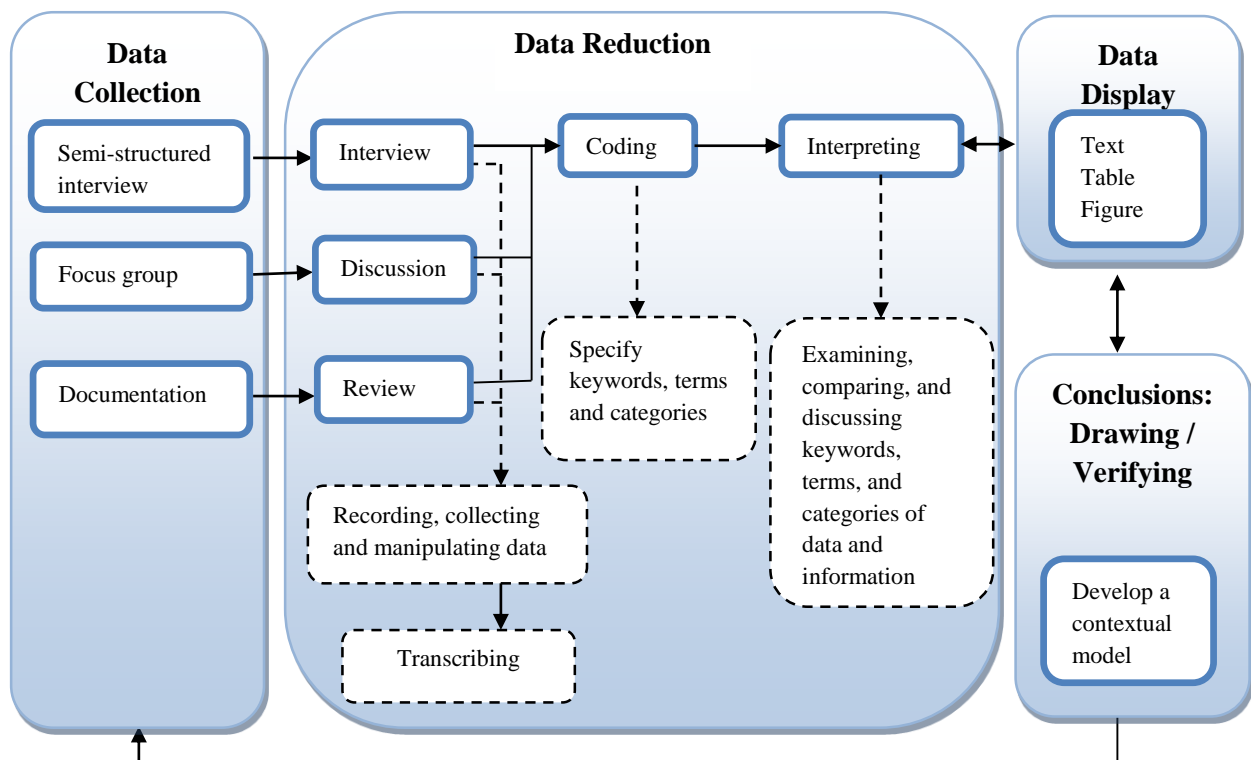 Data
Collection
Semi-structured
interview
Focus group
Documentation
Data Reduction
Interview
Discussion
Review
Recording, collecting
and manipulating data
Transcribing
Coding
Specify
keywords, terms
and categories
Interpreting
Examining,
comparing, and
discussing
keywords,
terms, and
categories of
data and
information
Data
Display
Text
Table
Figure
Conclusions:
Drawing /
Verifying
Develop a
contextual
model